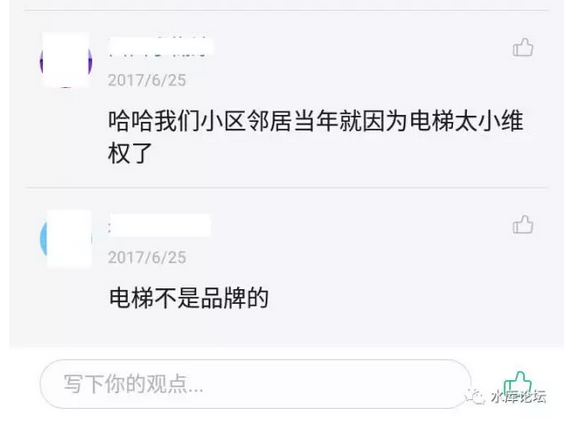 2017/6/25
哈哈我们小区邻居当年就因为电梯太小维
权了
2017/6/25
电梯不是品牌的
写下你的观点...
水库论坛